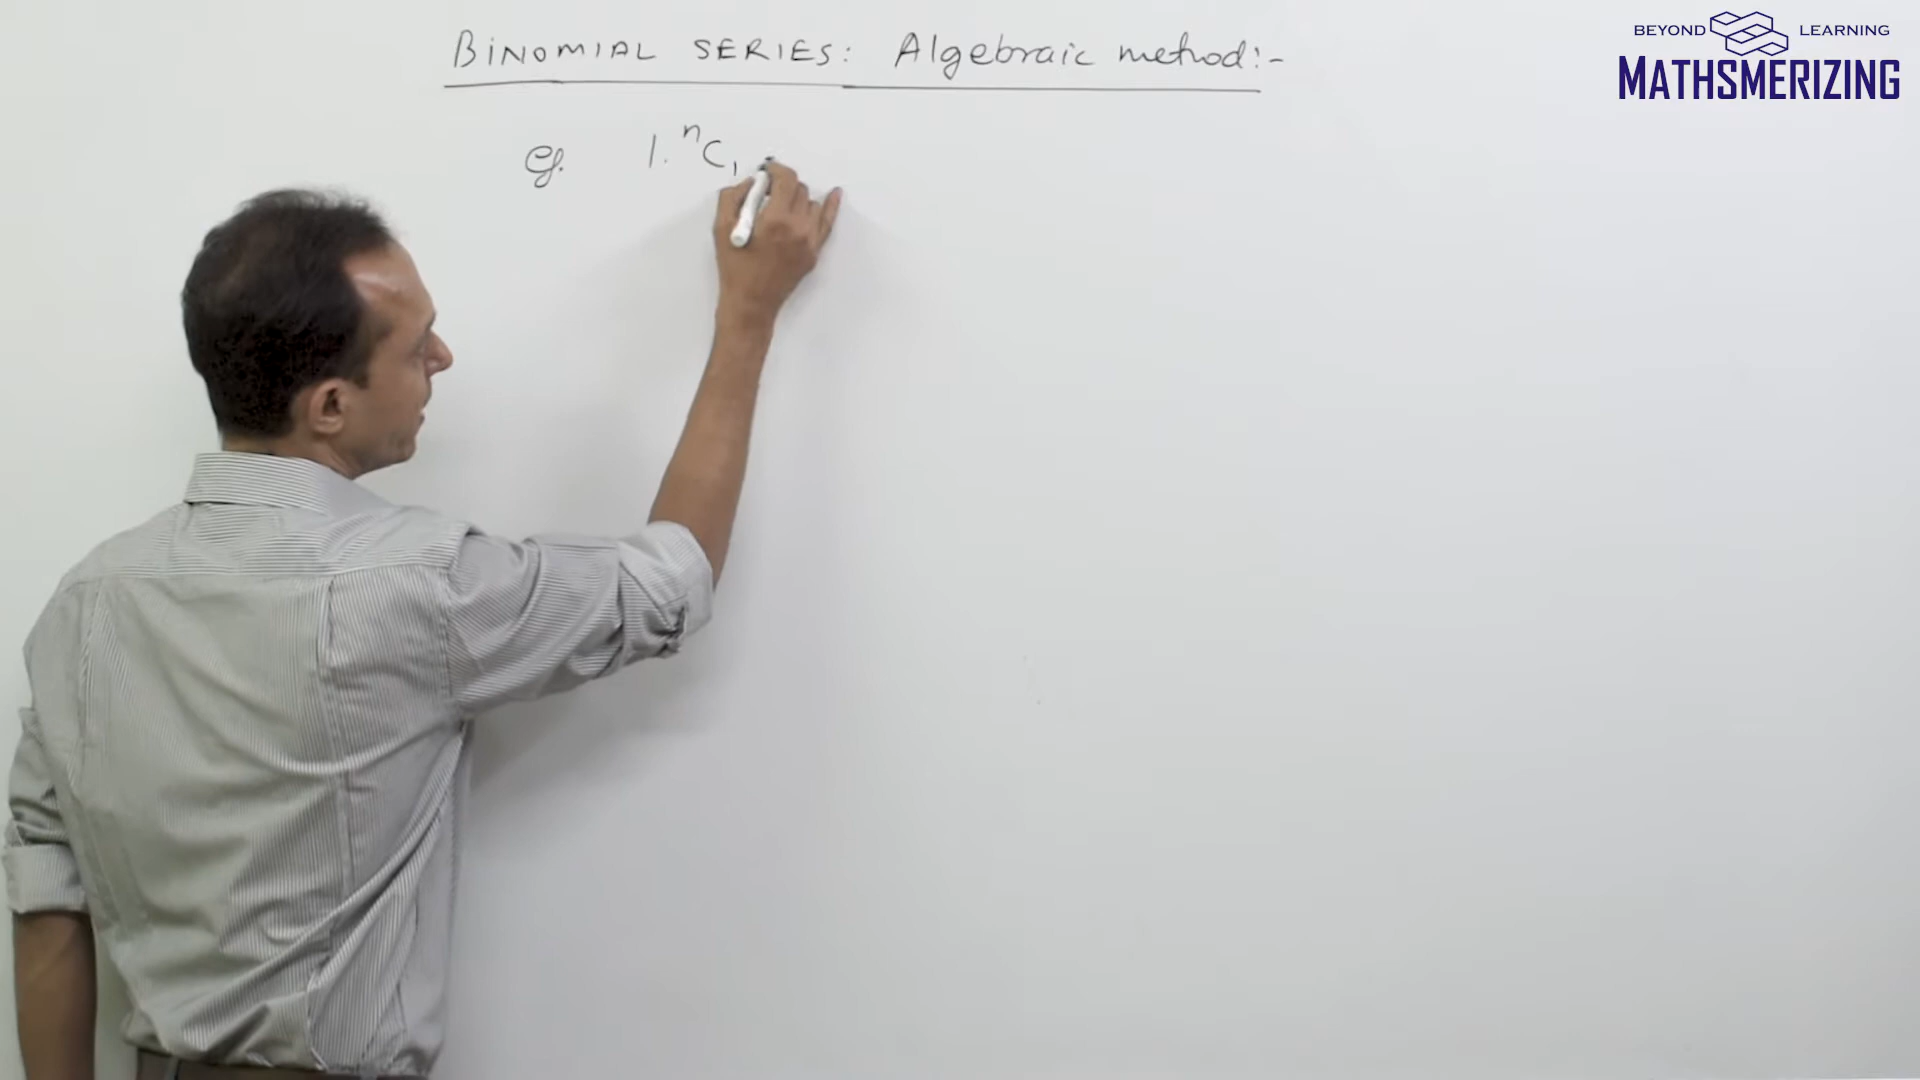 BEYOND LEARNING
MATHSMERIZING
BINOMIAL SERIES: Algebraic method:-
eg. 1. ⁿC₁